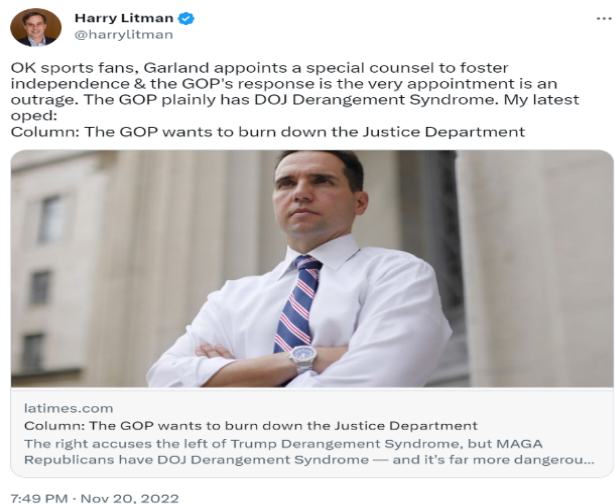 Harry Litman
@harrylitman
OK sports fans, Garland appoints a special counsel to foster
independence & the GOP's response is the very appointment is an
outrage. The GOP plainly has DOJ Derangement Syndrome. My latest
oped:
Column: The GOP wants to burn down the Justice Department
latimes.com
Column: The GOP wants to burn down the Justice Department
The right accuses the left of Trump Derangement Syndrome, but MAGA
Republicans have DOJ Derangement Syndrome — and it's far more dangerou...
7:49 PM · Nov 20, 2022